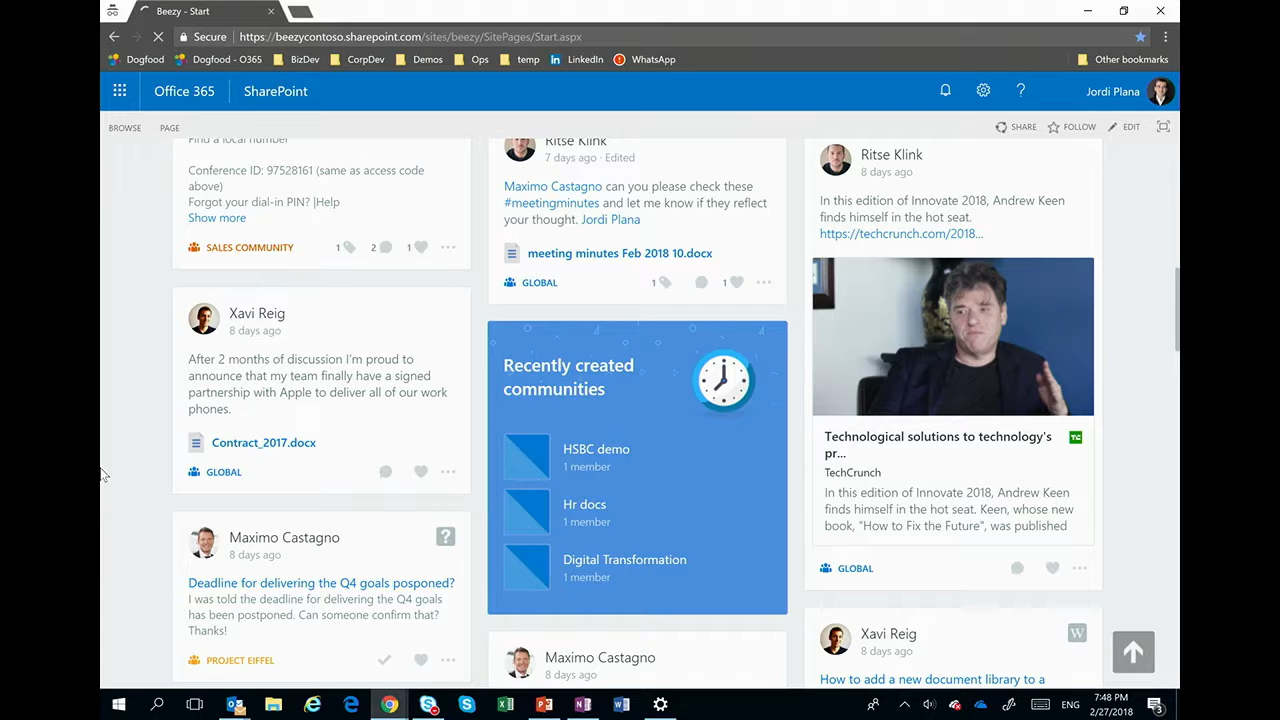 Beezy - Start
Secure
https://beezycontoso.sharepoint.com/sites/beezy/SitePages/Start.aspx
Dogfood
Dogfood - O365
BizDev
CorpDev
Demos
Ops
temp
LinkedIn
WhatsApp
Other bookmarks
Office 365
SharePoint
Jordi Plana
BROWSE
PAGE
SHARE
FOLLOW
EDIT
Find a local number
Conference ID: 97528161 (same as access code
above)
Forgot your dial-in PIN? |Help
Show more
SALES COMMUNITY
1
2
1
Xavi Reig
8 days ago
After 2 months of discussion I'm proud to
announce that my team finally have a signed
partnership with Apple to deliver all of our work
phones.
Contract_2017.docx
GLOBAL
Maximo Castagno
8 days ago
?
Deadline for delivering the Q4 goals posponed?
I was told the deadline for delivering the Q4 goals
has been postponed. Can someone confirm that?
Thanks!
PROJECT EIFFEL
Ritse Klink
7 days ago · Edited
Maximo Castagno can you please check these
#meetingminutes and let me know if they reflect
your thought. Jordi Plana
meeting minutes Feb 2018 10.docx
GLOBAL
1
1
Recently created
communities
HSBC demo
1 member
Hr docs
1 member
Digital Transformation
1 member
Maximo Castagno
8 days ago
Ritse Klink
8 days ago
In this edition of Innovate 2018, Andrew Keen
finds himself in the hot seat.
https://techcrunch.com/2018...
Technological solutions to technology's
pr...
TechCrunch
In this edition of Innovate 2018, Andrew Keen
finds himself in the hot seat. Keen, whose new
book, "How to Fix the Future", was published
GLOBAL
Xavi Reig
8 days ago
W
How to add a new document library to a
ENG
7:48 PM
2/27/2018
3